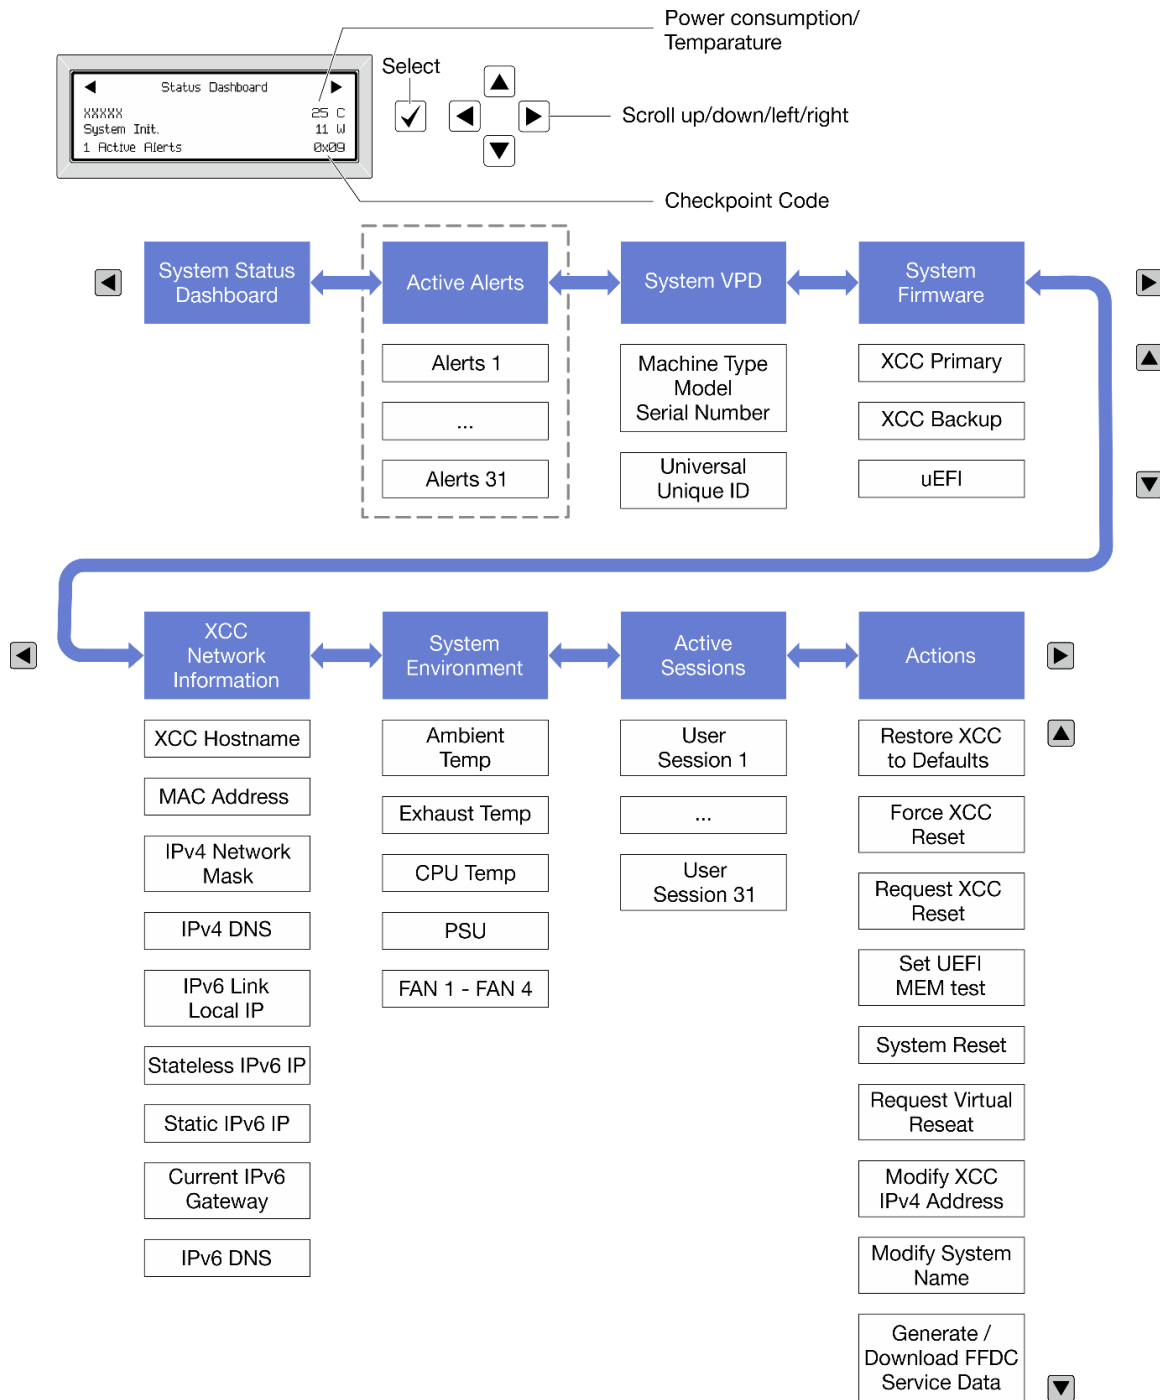 Power consumption/
Temparature
Select
Status Dashboard
XXXXX 25 C
System Init. 11 W
1 Active Alerts 0x09
Scroll up/down/left/right
Checkpoint Code
System Status
Dashboard
Active Alerts
System VPD
System
Firmware
Alerts 1
...
Alerts 31
Machine Type
Model
Serial Number
Universal
Unique ID
XCC Primary
XCC Backup
uEFI
XCC
Network
Information
System
Environment
Active
Sessions
Actions
XCC Hostname
MAC Address
IPv4 Network
Mask
IPv4 DNS
IPv6 Link
Local IP
Stateless IPv6 IP
Static IPv6 IP
Current IPv6
Gateway
IPv6 DNS
Ambient
Temp
Exhaust Temp
CPU Temp
PSU
FAN 1 - FAN 4
User
Session 1
...
User
Session 31
Restore XCC
to Defaults
Force XCC
Reset
Request XCC
Reset
Set UEFI
MEM test
System Reset
Request Virtual
Reseat
Modify XCC
IPv4 Address
Modify System
Name
Generate /
Download FFDC
Service Data